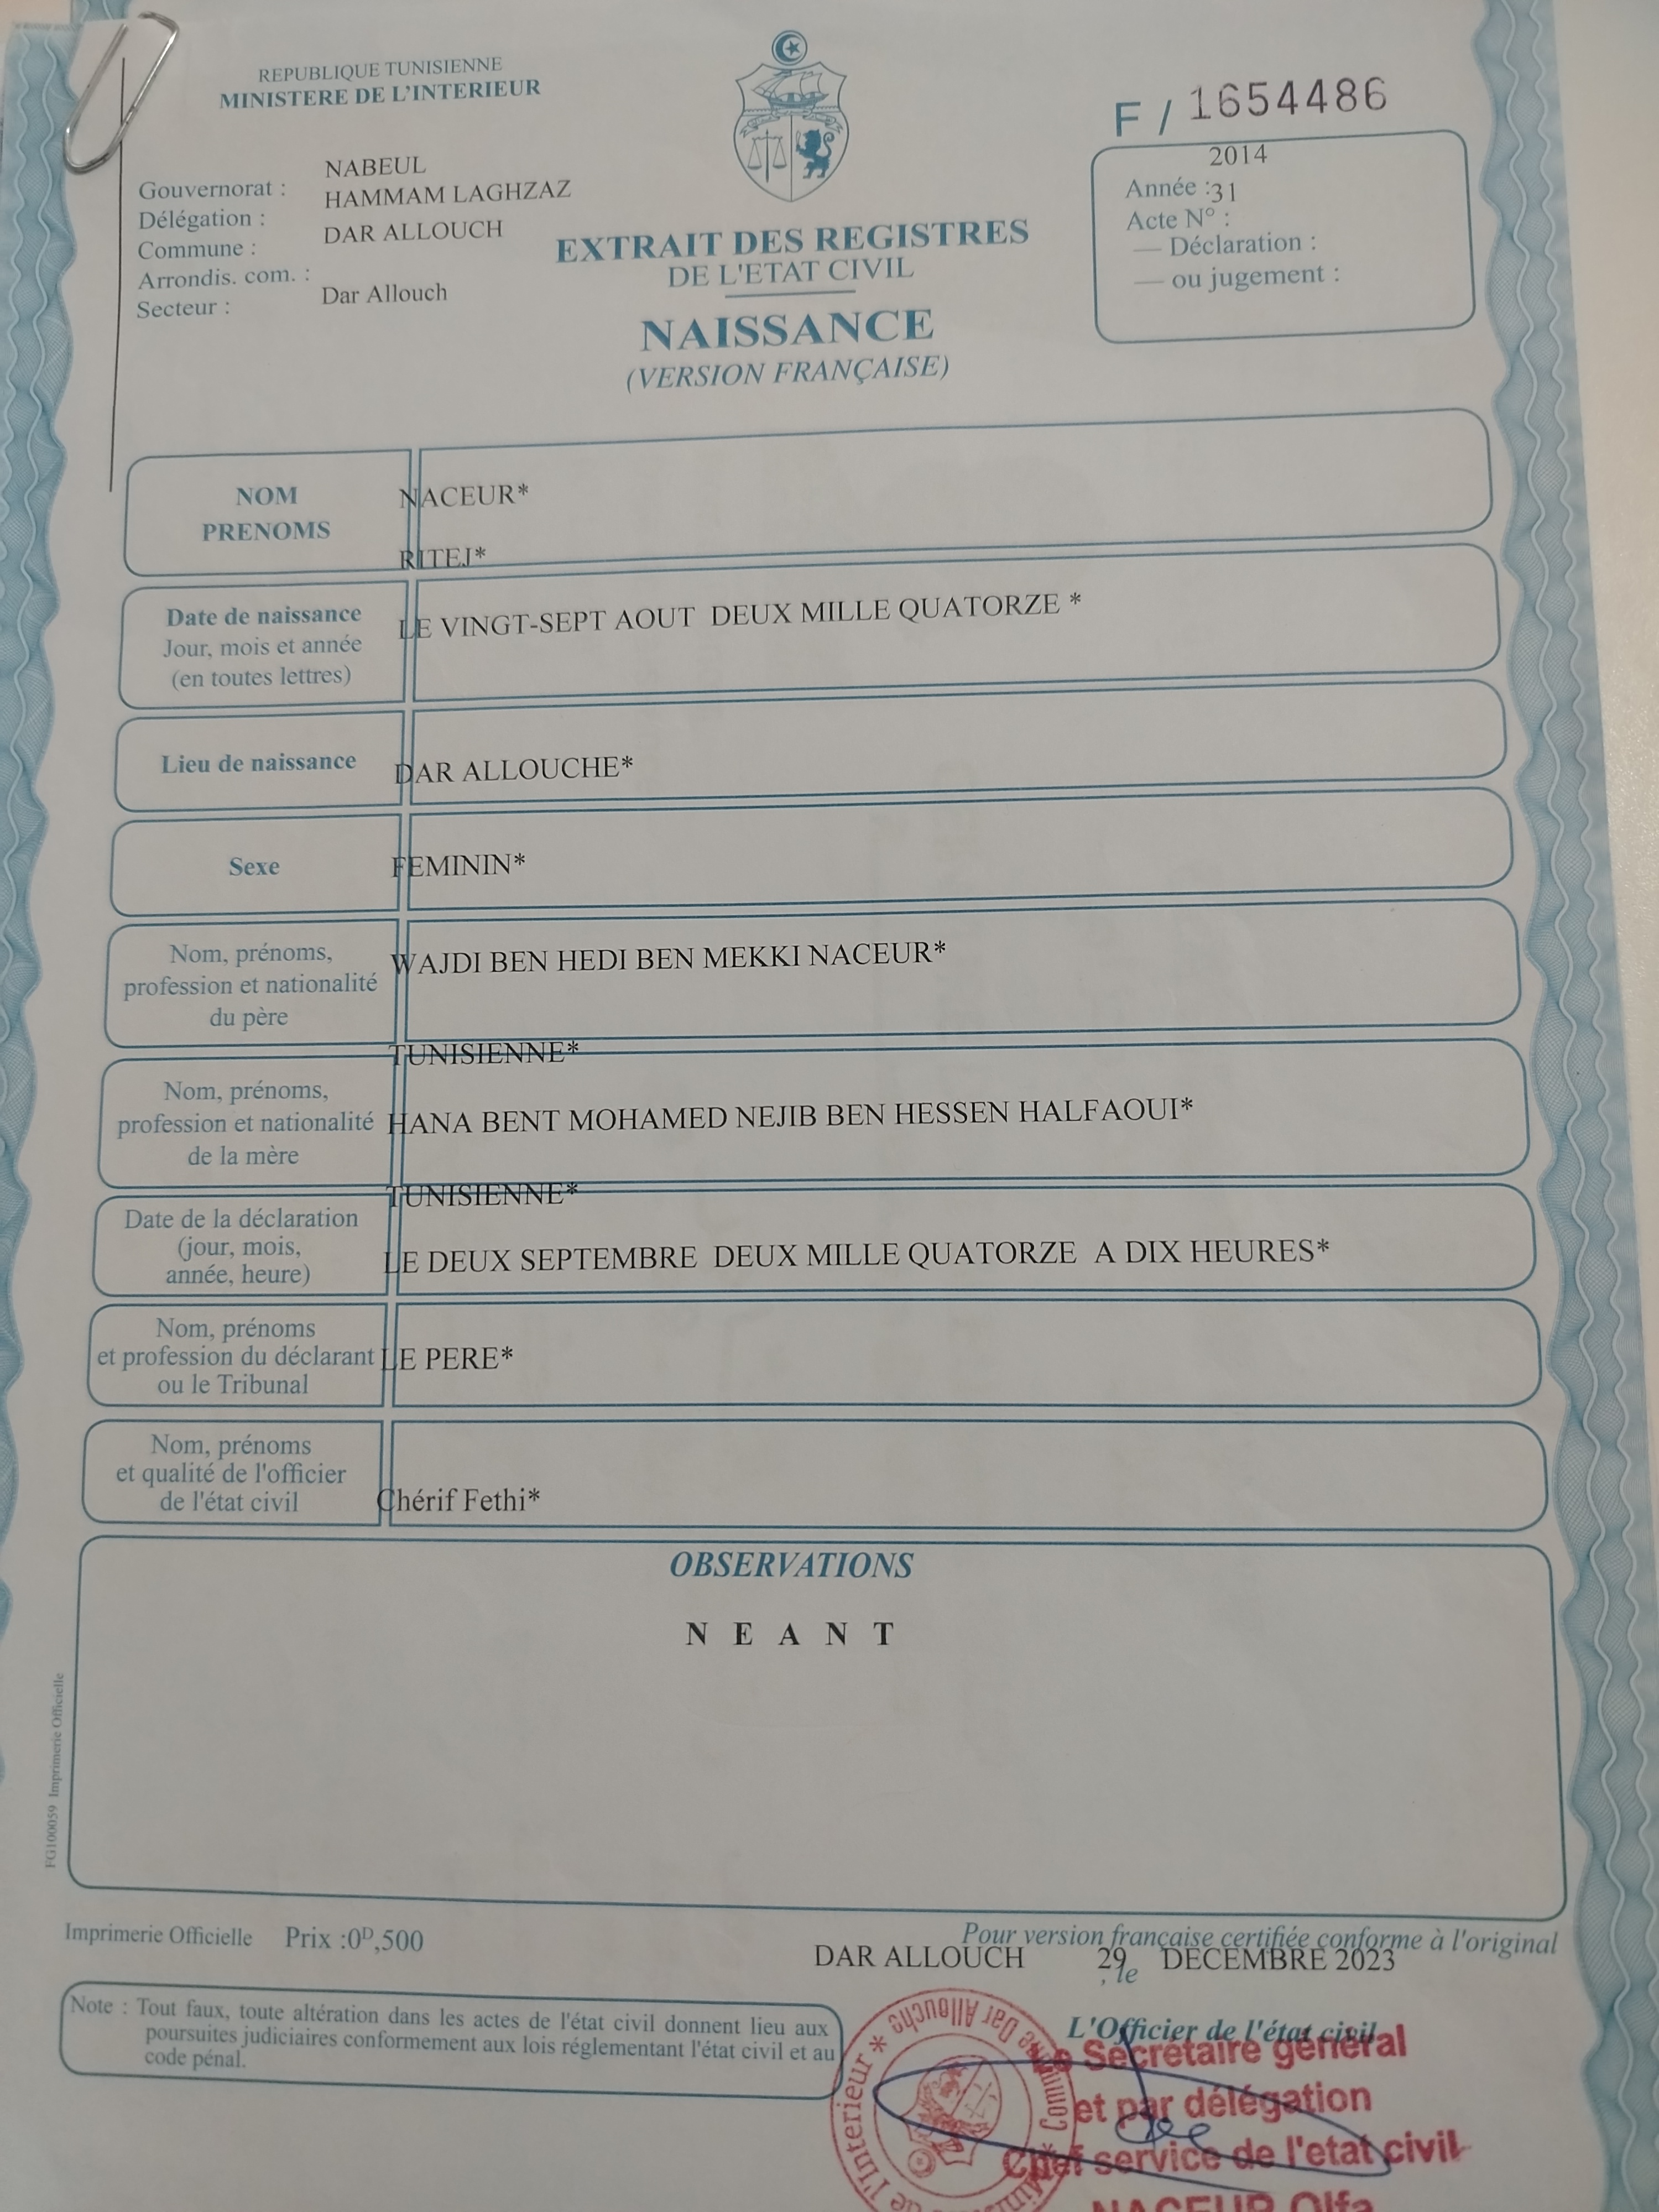 REPUBLIQUE TUNISIENNE
MINISTERE DE L'INTERIEUR
F / 1654486
Gouvernorat : NABEUL
Délégation : HAMMAM LAGHZAZ
Commune : DAR ALLOUCH
Arrondis. com. :
Secteur : Dar Allouch
EXTRAIT DES REGISTRES
DE L'ETAT CIVIL
NAISSANCE
(VERSION FRANÇAISE)
2014
Année :31
Acte N° :
— Déclaration :
— ou jugement :
NOM
PRENOMS
NACEUR*
RITEJ*
Date de naissance
Jour, mois et année
(en toutes lettres)
LE VINGT-SEPT AOUT DEUX MILLE QUATORZE *
Lieu de naissance
DAR ALLOUCHE*
Sexe
FEMININ*
Nom, prénoms,
profession et nationalité
du père
WAJDI BEN HEDI BEN MEKKI NACEUR*
TUNISIENNE*
Nom, prénoms,
profession et nationalité
de la mère
HANA BENT MOHAMED NEJIB BEN HESSEN HALFAOUI*
TUNISIENNE*
Date de la déclaration
(jour, mois,
année, heure)
LE DEUX SEPTEMBRE DEUX MILLE QUATORZE A DIX HEURES*
Nom, prénoms
et profession du déclarant
ou le Tribunal
LE PERE*
Nom, prénoms
et qualité de l'officier
de l'état civil
Chérif Fethi*
OBSERVATIONS
N E A N T
FG100059 Imprimerie Officielle
Imprimerie Officielle Prix :0D,500
Pour version française certifiée conforme à l'original
DAR ALLOUCH , le 29 DECEMBRE 2023
Note : Tout faux, toute altération dans les actes de l'état civil donnent lieu aux
poursuites judiciaires conformement aux lois réglementant l'état civil et au
code pénal.
L'Officier de l'état civil
Le Secrétaire général
et par délégation
Chef service de l'etat civil
NACEUR Olfa
* Commune Dar Allouche * Ministère de l'Interieur